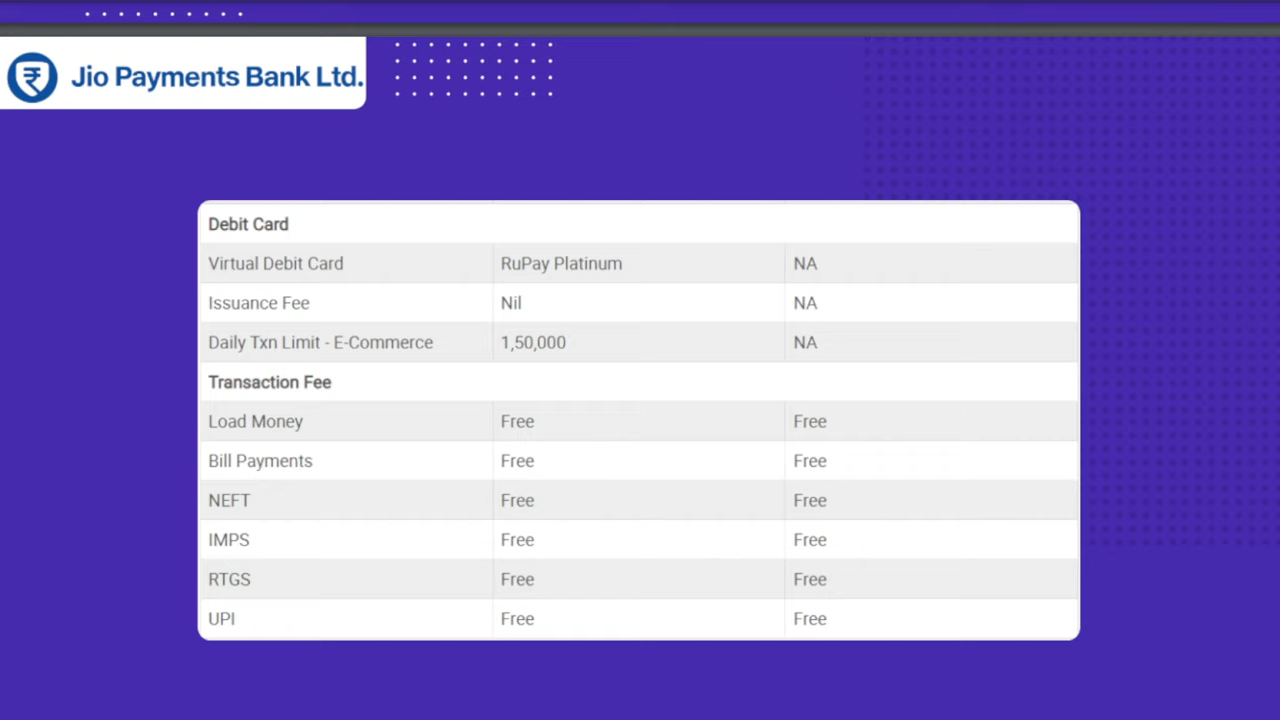 Jio Payments Bank Ltd.
Debit Card
Virtual Debit Card RuPay Platinum NA
Issuance Fee Nil NA
Daily Txn Limit - E-Commerce 1,50,000 NA
Transaction Fee
Load Money Free Free
Bill Payments Free Free
NEFT Free Free
IMPS Free Free
RTGS Free Free
UPI Free Free